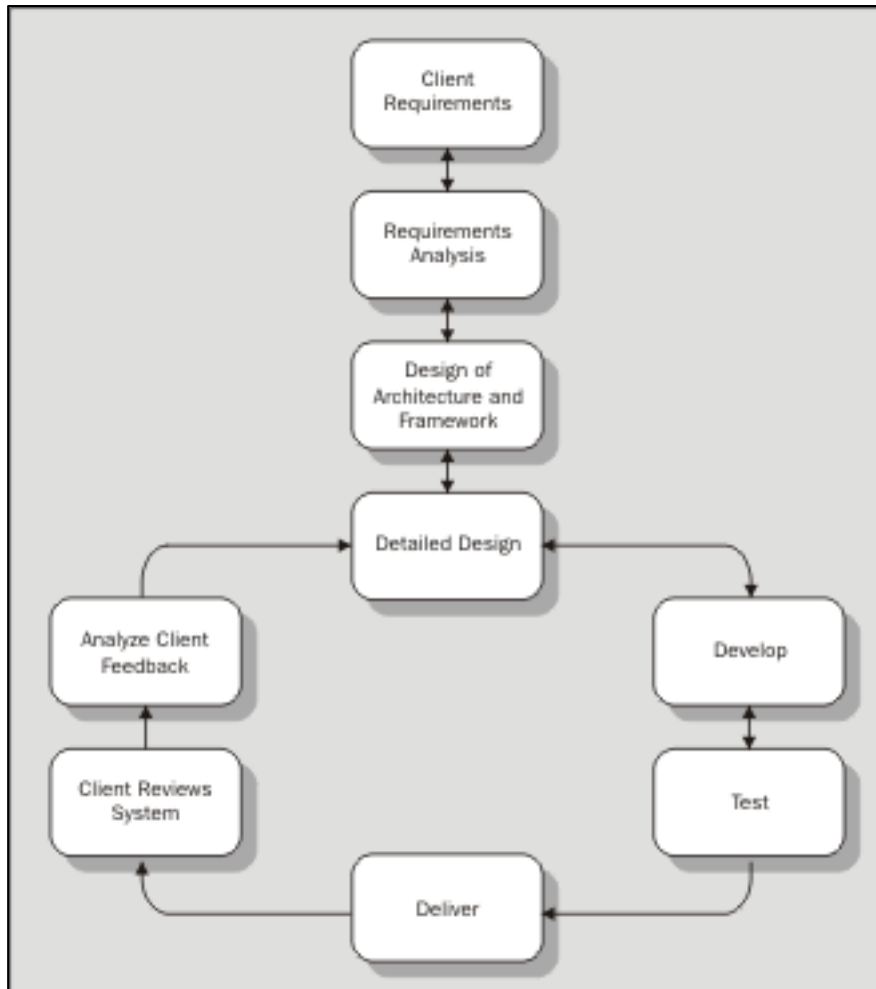 Client
Requirements
Requirements
Analysis
Design of
Architecture and
Framework
Detailed Design
Analyze Client
Feedback
Develop
Client Reviews
System
Test
Deliver